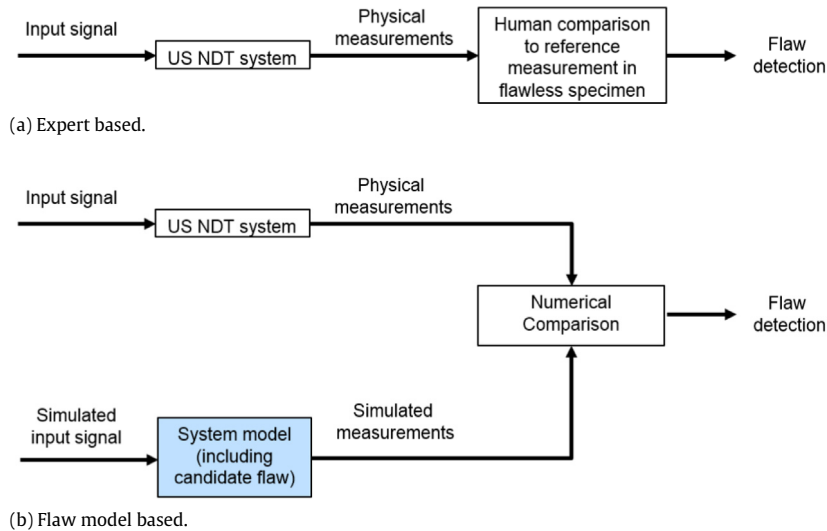 Input signal
US NDT system
Physical
measurements
Human comparison
to reference
measurement in
flawless specimen
Flaw
detection
(a) Expert based.
Input signal
US NDT system
Physical
measurements
Numerical
Comparison
Flaw
detection
Simulated
input signal
System model
(including
candidate flaw)
Simulated
measurements
(b) Flaw model based.